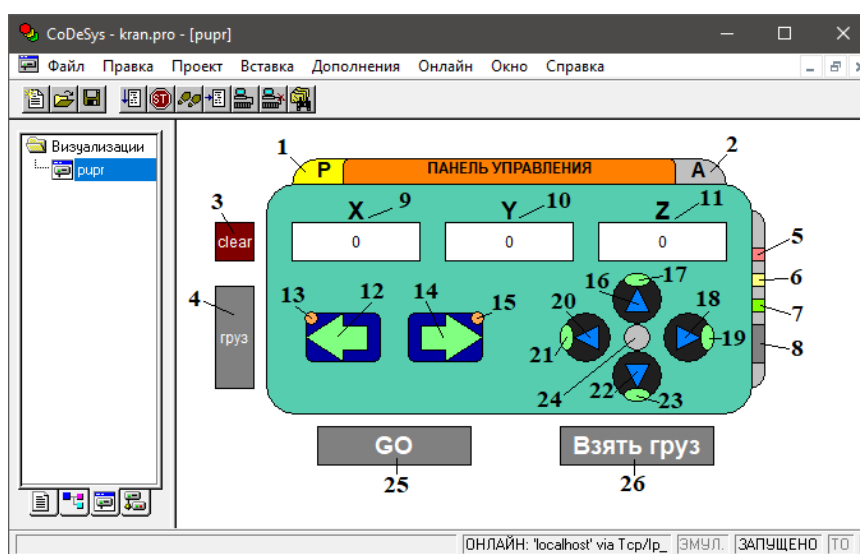 CoDeSys - kran.pro - [pupr]
Файл Правка Проект Вставка Дополнения Онлайн Окно Справка
ST
Визуализации
pupr
1
2
P ПАНЕЛЬ УПРАВЛЕНИЯ A
3
X 9 Y 10 Z 11
clear
0 0 0
5
6
7
8
4
груз
13 12 14 15
16 17
20 18
21 19
22 23
24
GO
Взять груз
25 26
ОНЛАЙН: 'localhost' via Tcp/Ip_ ЭМУЛ. ЗАПУЩЕНО ТО